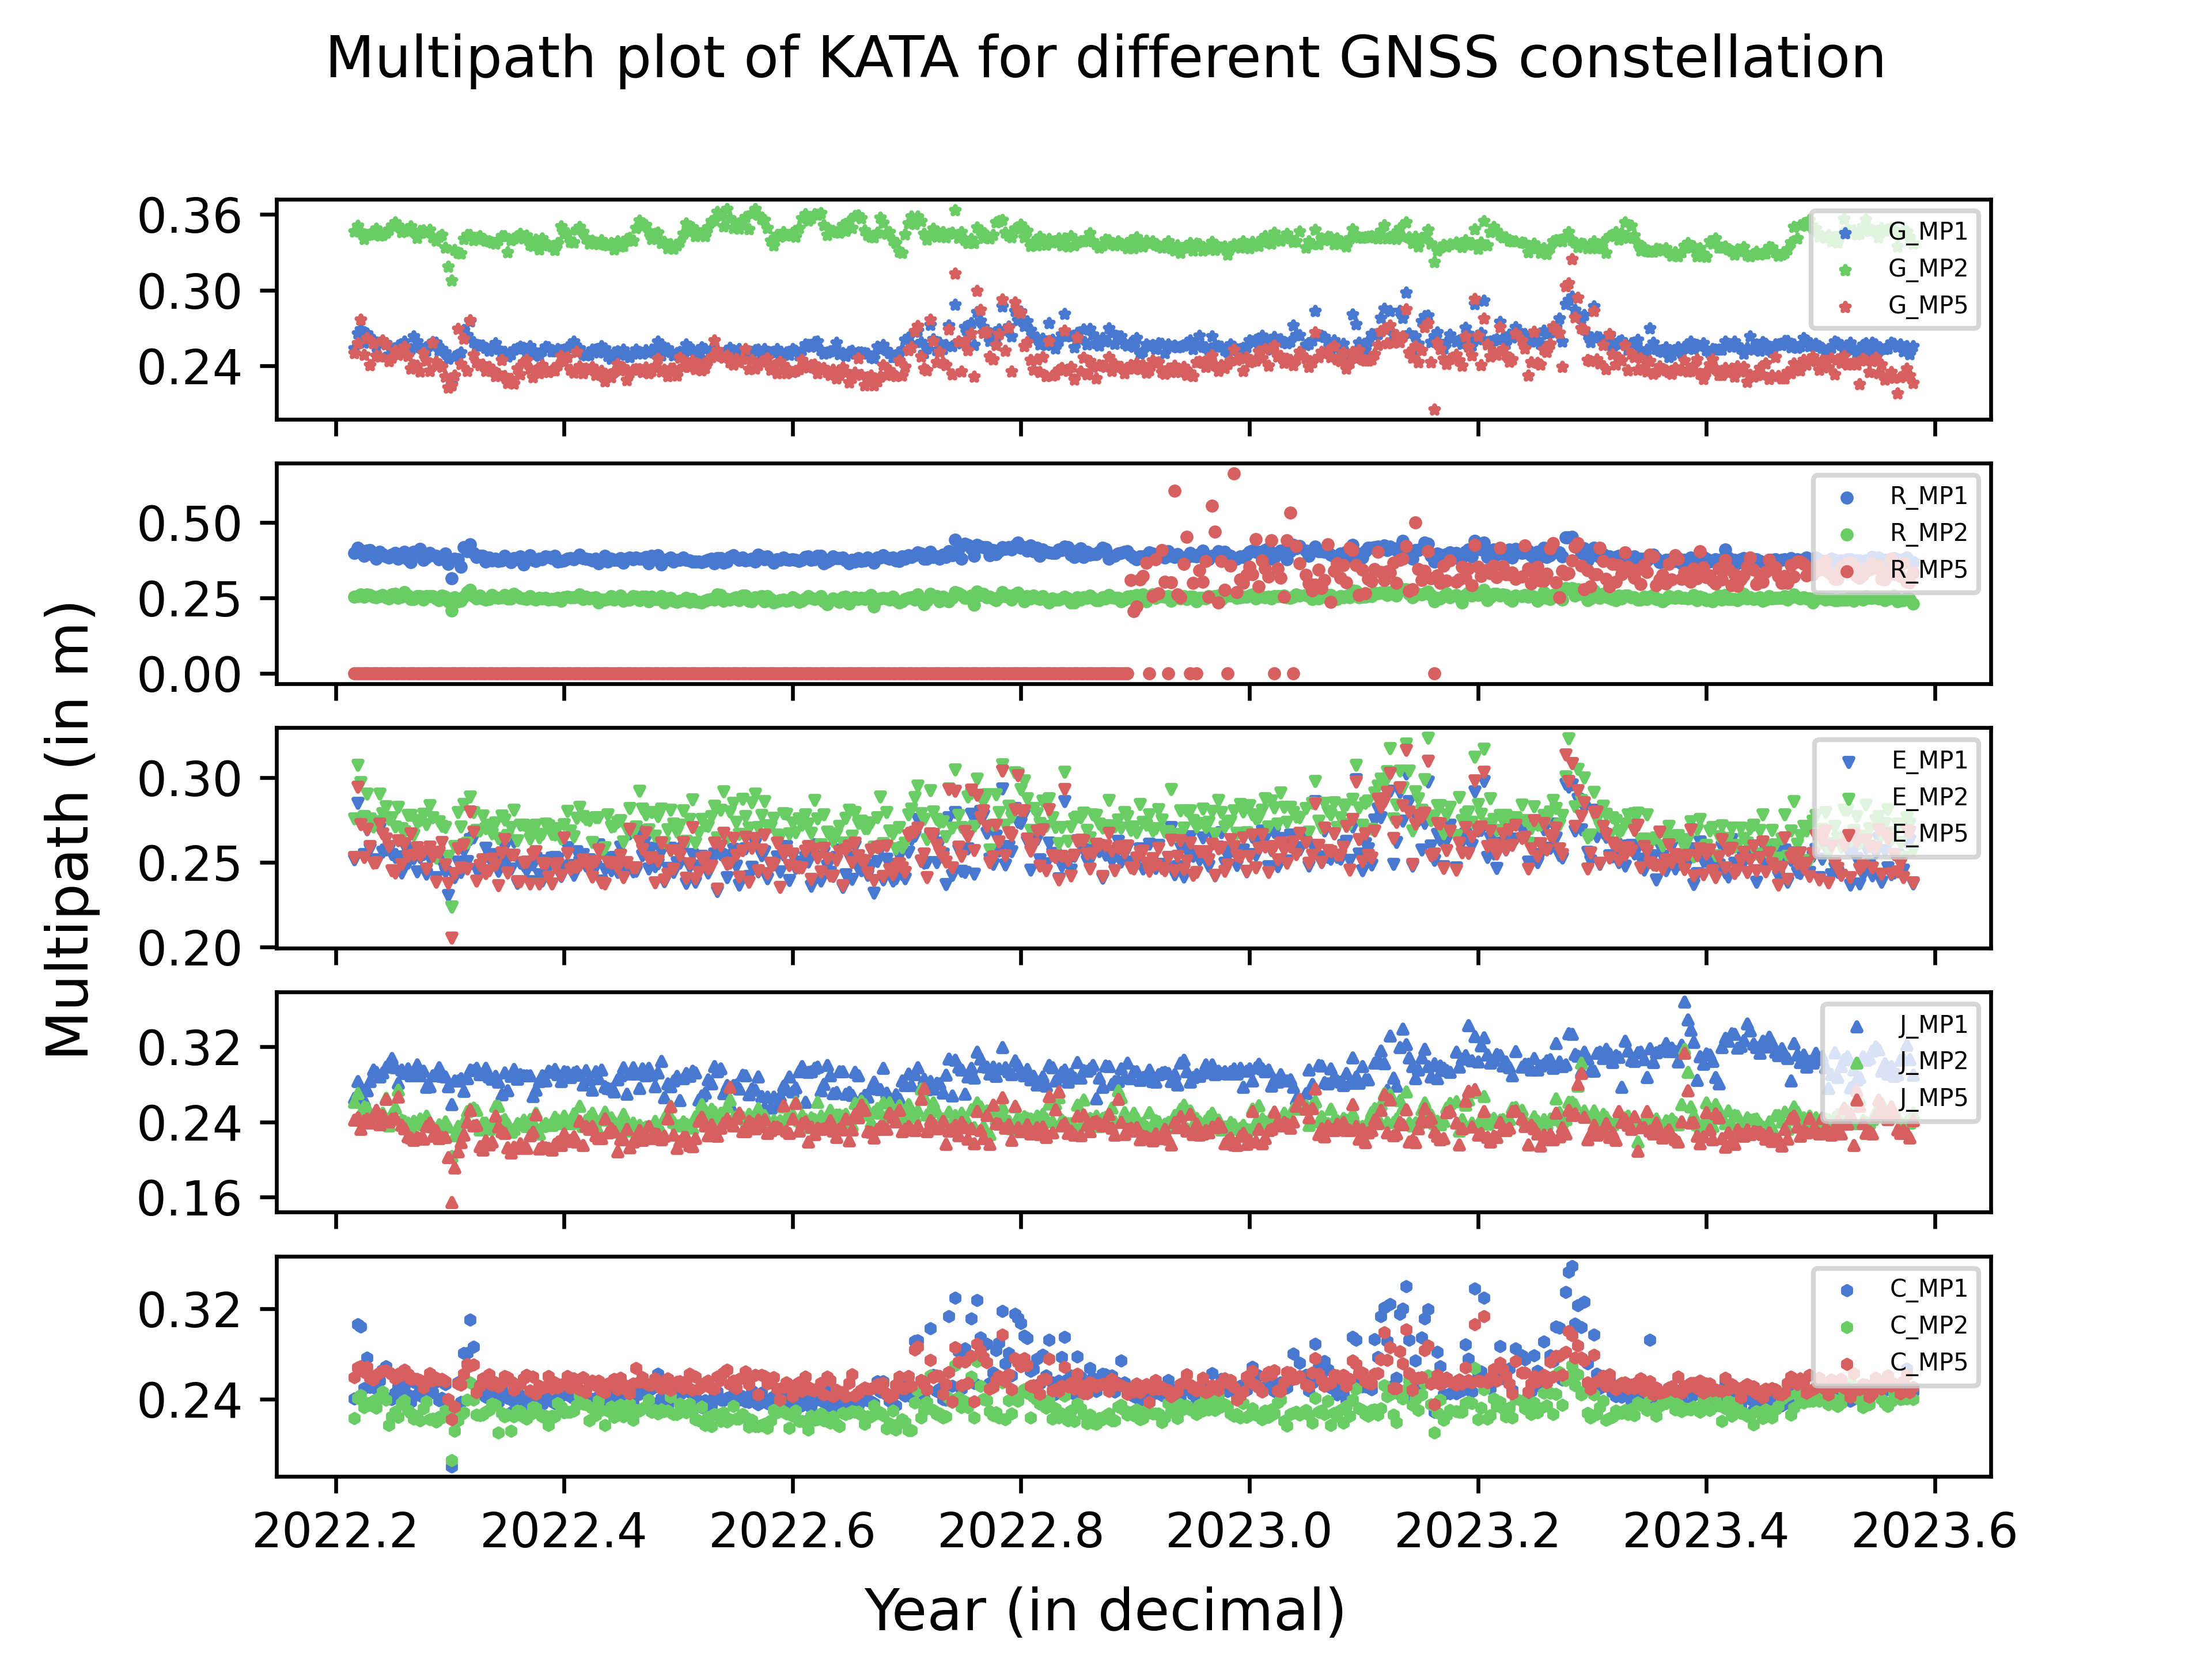 Multipath plot of KATA for different GNSS constellation
Multipath (in m)
0.36
0.30
0.24
G_MP1
G_MP2
G_MP5
0.50
0.25
0.00
R_MP1
R_MP2
R_MP5
0.30
0.25
0.20
E_MP1
E_MP2
E_MP5
0.32
0.24
0.16
J_MP1
J_MP2
J_MP5
0.32
0.24
C_MP1
C_MP2
C_MP5
2022.2 2022.4 2022.6 2022.8 2023.0 2023.2 2023.4 2023.6
Year (in decimal)